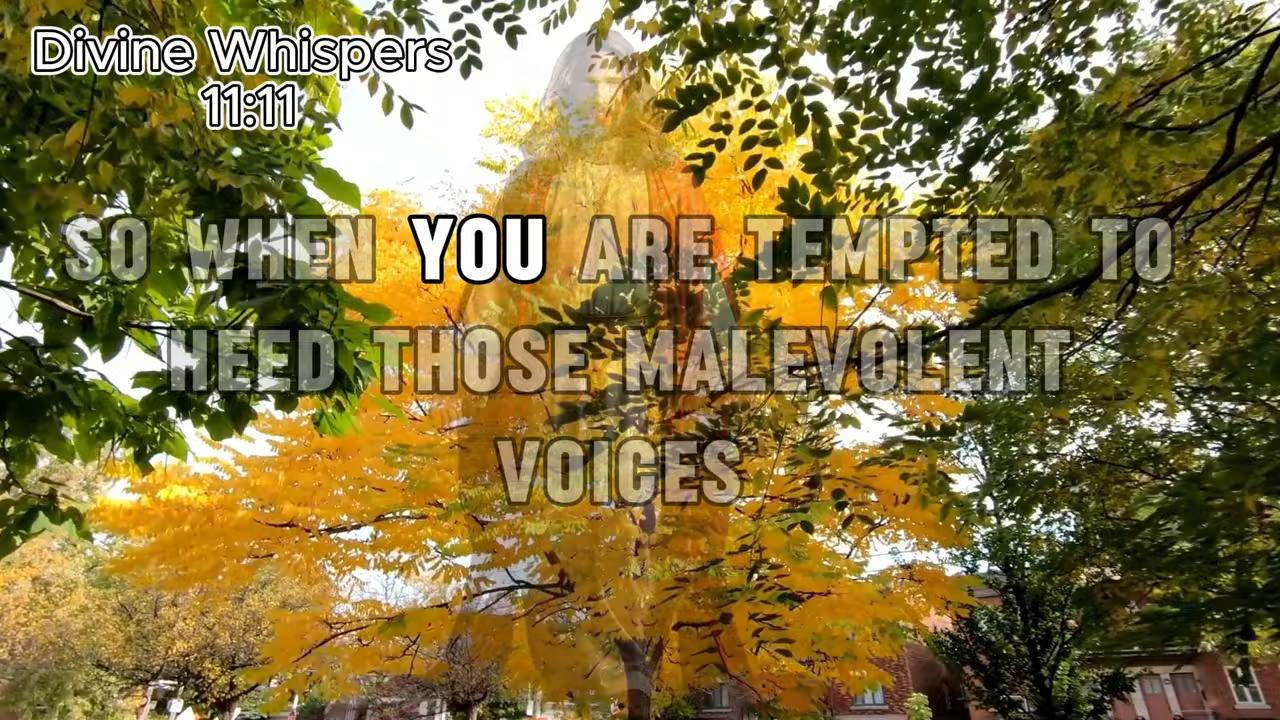 Divine Whispers
11:11
SO WHEN YOU ARE TEMPTED TO
HEED THOSE MALEVOLENT
VOICES